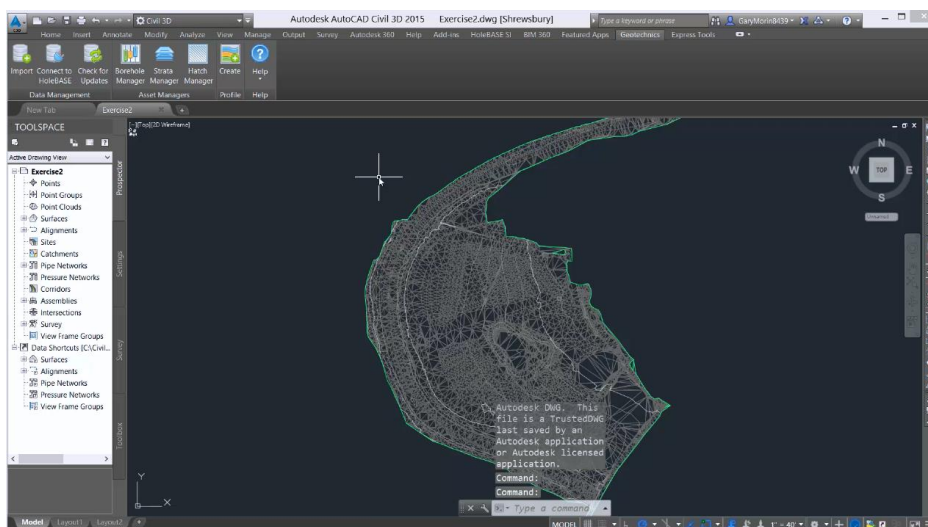 Civil 3D
Autodesk AutoCAD Civil 3D 2015 Exercise2.dwg [Shrewsbury]
Type a keyword or phrase
GaryMorin8439
Home Insert Annotate Modify Analyze View Manage Output Survey Autodesk 360 Help Add-ins HoleBASE SI BIM 360 Featured Apps Geotechnics Express Tools
Import Connect to HoleBASE Check for Updates Borehole Manager Strata Manager Hatch Manager Create Help
Data Management Asset Managers Profile Help
New Tab Exercise2
TOOLSPACE
[-][Top][2D Wireframe]
Active Drawing View
Exercise2
Points
Point Groups
Point Clouds
Surfaces
Alignments
Sites
Catchments
Pipe Networks
Pressure Networks
Corridors
Assemblies
Intersections
Survey
View Frame Groups
Data Shortcuts [C:\Civil...
Surfaces
Alignments
Pipe Networks
Pressure Networks
View Frame Groups
Prospector
Settings
Survey
Toolbox
N
W TOP E
S
Unnamed
Autodesk DWG. This
file is a TrustedDWG
last saved by an
Autodesk application
or Autodesk licensed
application.
Command:
Command:
Type a command
Y
X
Model Layout1 Layout2
MODEL 1" = 40'